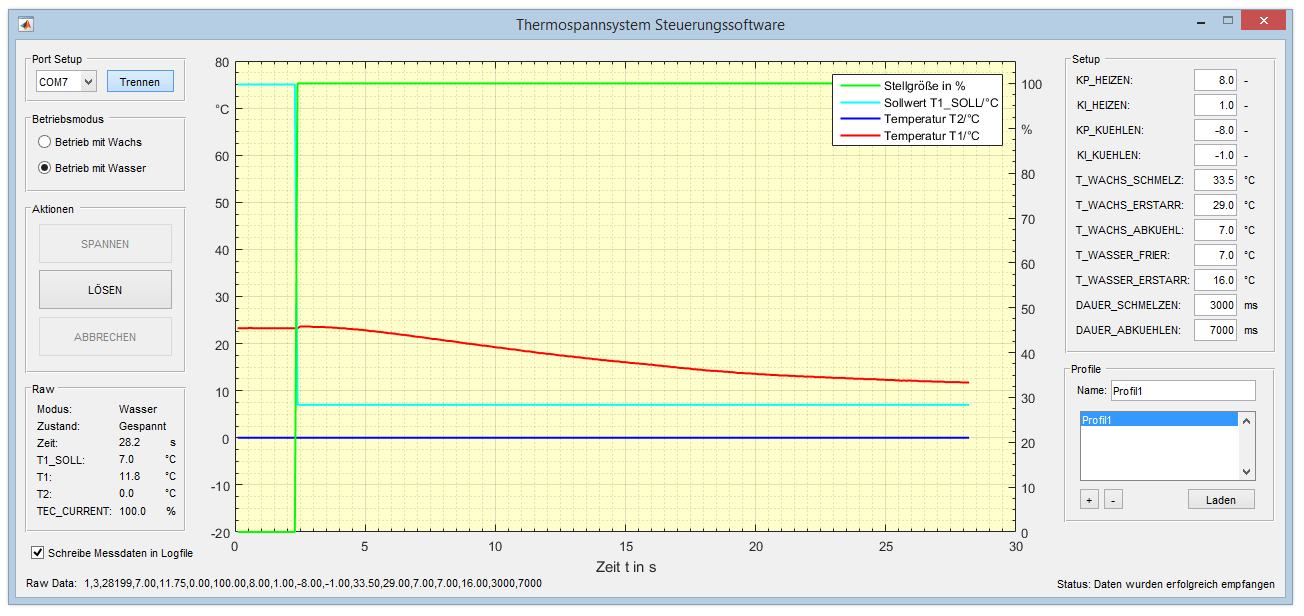 Thermospannsystem Steuerungssoftware
Port Setup
COM7
Trennen
Betriebsmodus
Betrieb mit Wachs
Betrieb mit Wasser
Aktionen
SPANNEN
LÖSEN
ABBRECHEN
Raw
Modus: Wasser
Zustand: Gespannt
Zeit: 28.2 s
T1_SOLL: 7.0 °C
T1: 11.8 °C
T2: 0.0 °C
TEC_CURRENT: 100.0 %
Schreibe Messdaten in Logfile
80
°C
60
50
40
30
20
10
0
-10
-20
0 5 10 15 20 25 30
Zeit t in s
Stellgröße in %
Sollwert T1_SOLL/°C
Temperatur T2/°C
Temperatur T1/°C
100
%
80
70
60
50
40
30
20
10
0
Setup
KP_HEIZEN: 8.0 -
KI_HEIZEN: 1.0 -
KP_KUEHLEN: -8.0 -
KI_KUEHLEN: -1.0 -
T_WACHS_SCHMELZ: 33.5 °C
T_WACHS_ERSTARR: 29.0 °C
T_WACHS_ABKUEHL: 7.0 °C
T_WASSER_FRIER: 7.0 °C
T_WASSER_ERSTARR: 16.0 °C
DAUER_SCHMELZEN: 3000 ms
DAUER_ABKUEHLEN: 7000 ms
Profile
Name: Profil1
Profil1
+ - Laden
Raw Data: 1,3,28199,7.00,11.75,0.00,100.00,8.00,1.00,-8.00,-1.00,33.50,29.00,7.00,7.00,16.00,3000,7000
Status: Daten wurden erfolgreich empfangen